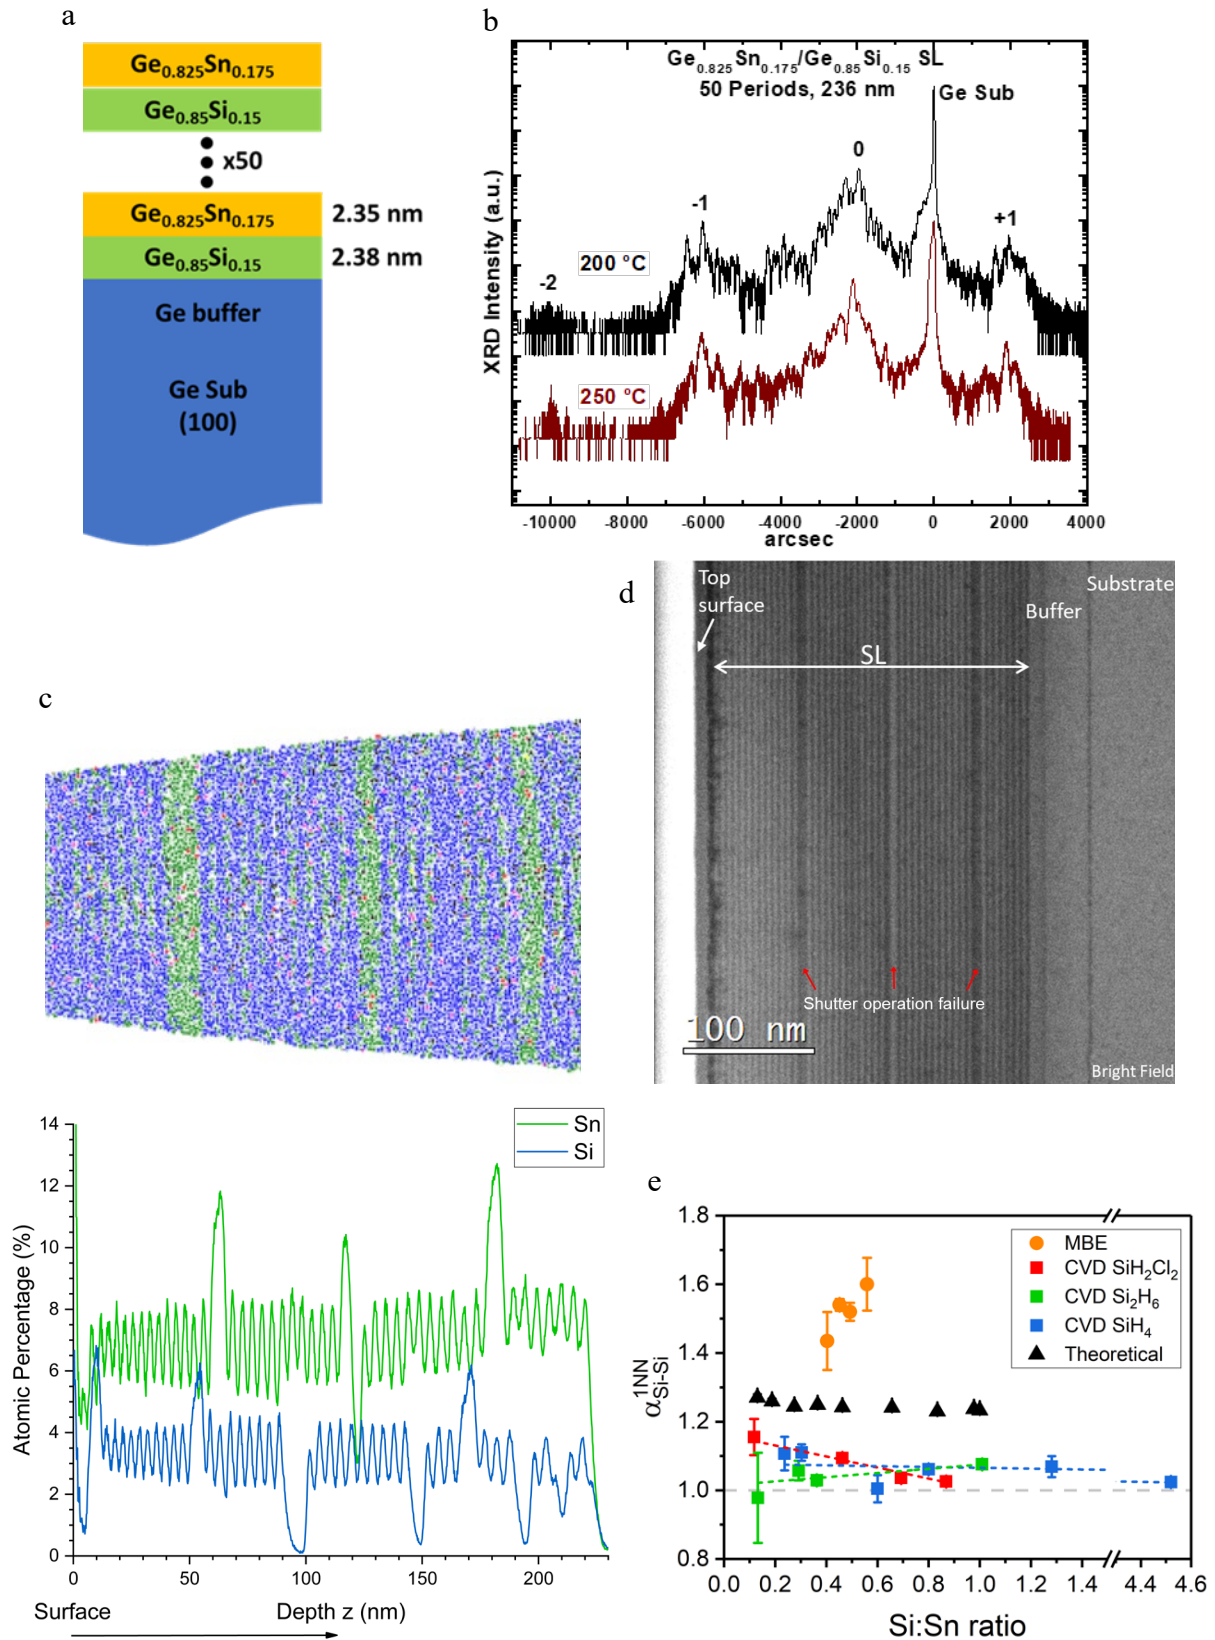 a
Ge0.825Sn0.175
Ge0.85Si0.15
x50
Ge0.825Sn0.175
2.35 nm
Ge0.85Si0.15
2.38 nm
Ge buffer
Ge Sub
(100)
b
Ge0.825Sn0.175/Ge0.85Si0.15 SL
50 Periods, 236 nm
Ge Sub
0
-1
+1
-2
200 °C
250 °C
XRD Intensity (a.u.)
-10000 -8000 -6000 -4000 -2000 0 2000 4000
arcsec
c
d
Top
surface
Substrate
Buffer
SL
Shutter operation failure
100 nm
Bright Field
14
12
10
8
6
4
2
0
Atomic Percentage (%)
Sn
Si
0 50 100 150 200
Surface
Depth z (nm)
e
1.8
1.6
1.4
1.2
1.0
0.8
α1NN Si-Si
MBE
CVD SiH2Cl2
CVD Si2H6
CVD SiH4
Theoretical
0.0 0.2 0.4 0.6 0.8 1.0 1.2 1.4 4.4 4.6
Si:Sn ratio